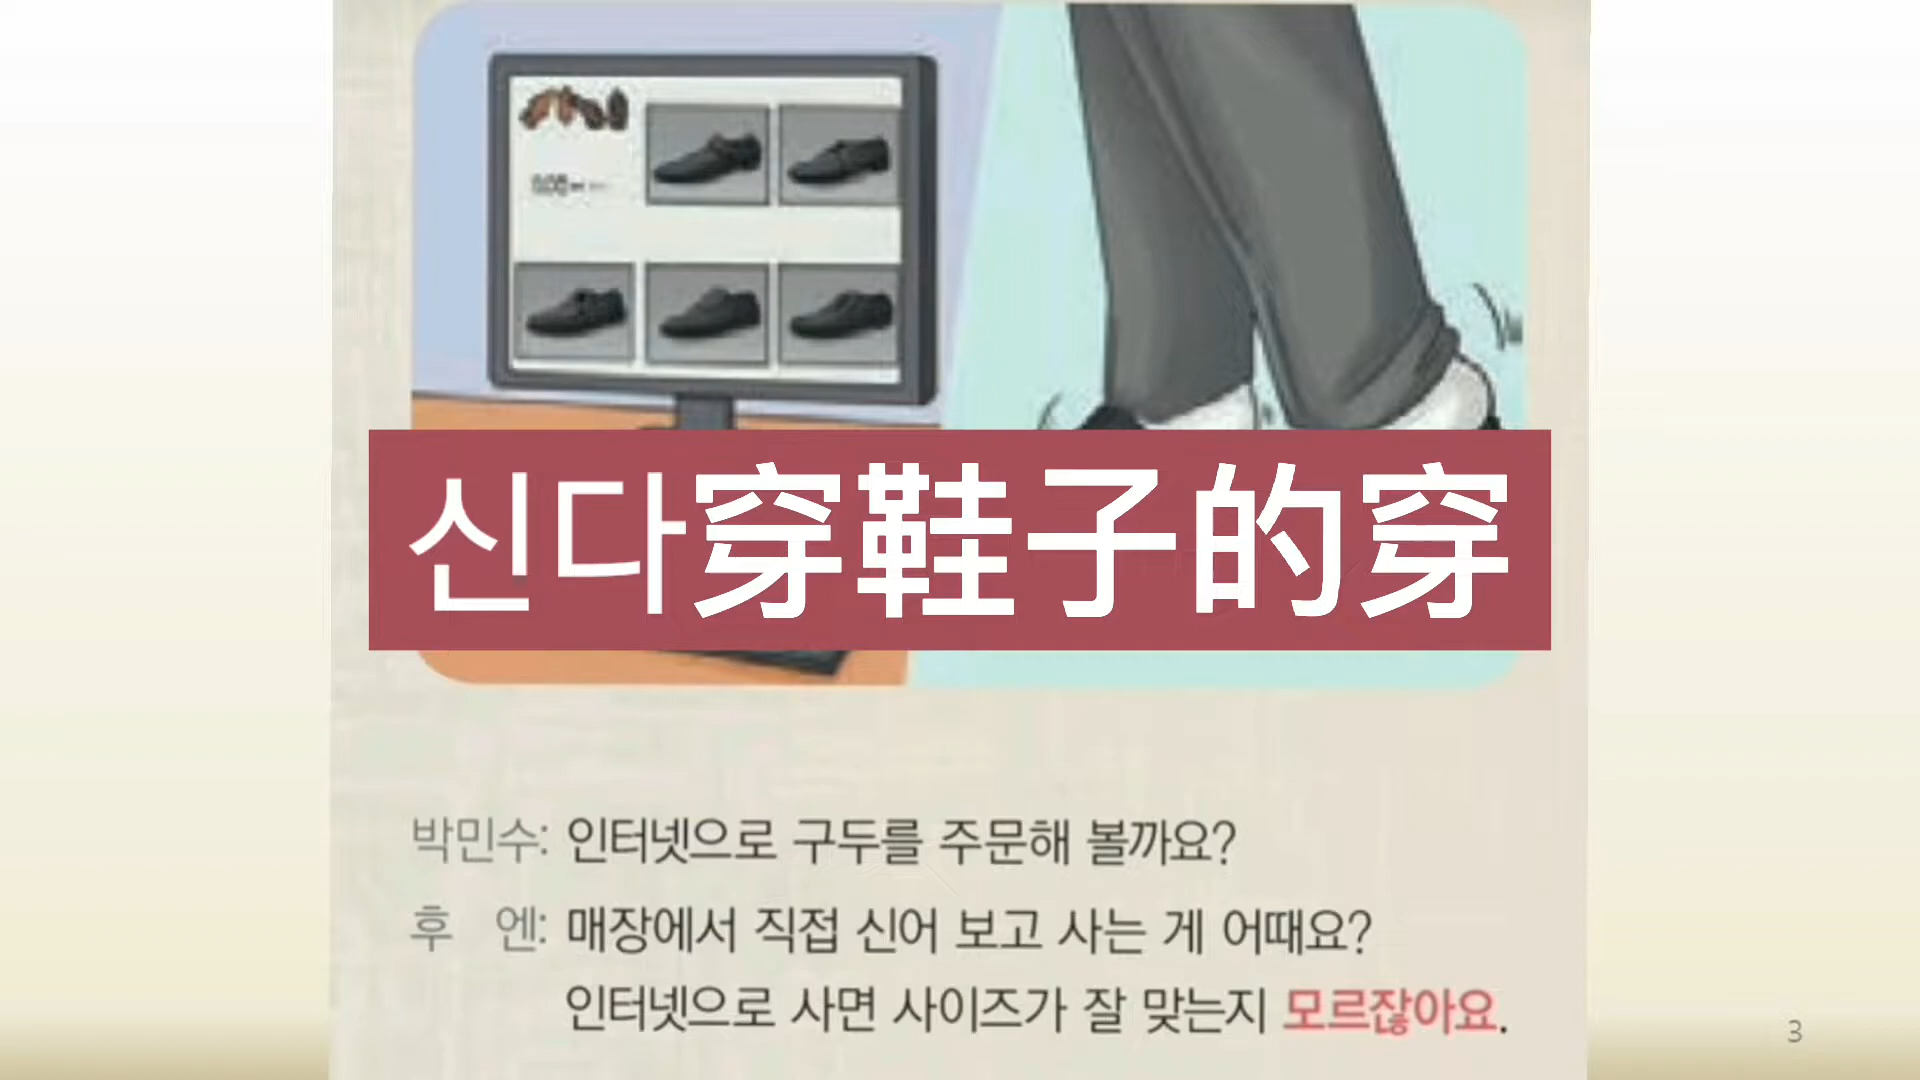 신다穿鞋子的穿
박민수: 인터넷으로 구두를 주문해 볼까요?
후 엔: 매장에서 직접 신어 보고 사는 게 어때요?
인터넷으로 사면 사이즈가 잘 맞는지 모르잖아요.
3